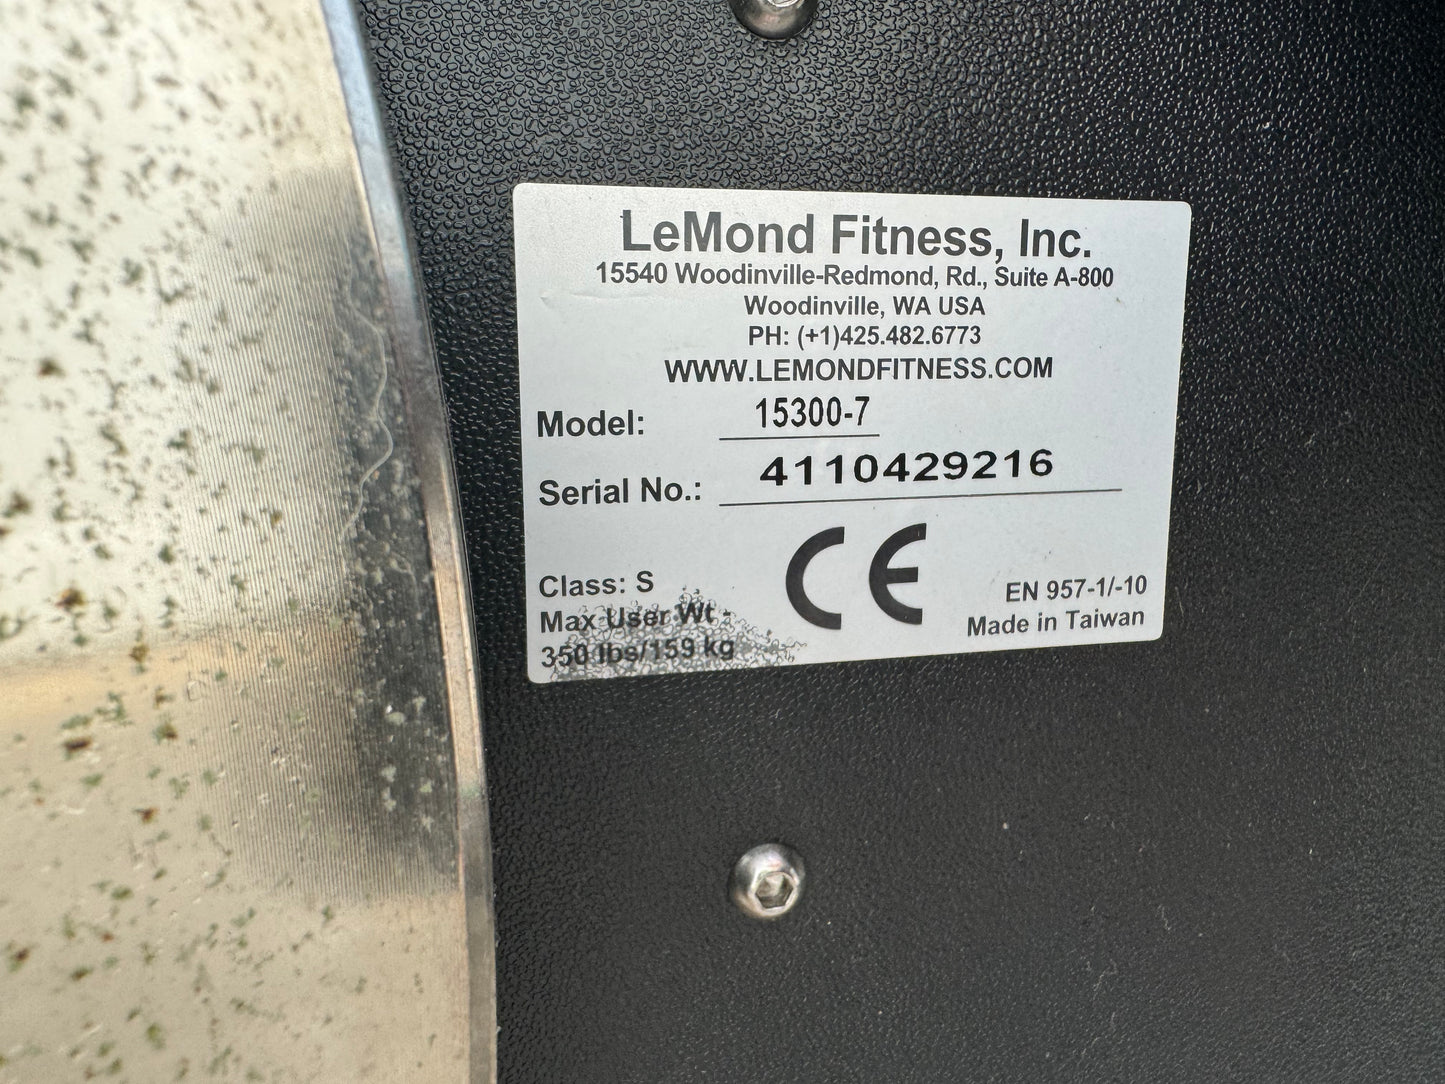 LeMond Fitness, Inc.
15540 Woodinville-Redmond, Rd., Suite A-800
Woodinville, WA USA
PH: (+1)425.482.6773
WWW.LEMONDFITNESS.COM
Model: 15300-7
Serial No.: 4110429216
CE
Class: S
Max User Wt -
350 lbs/159 kg
EN 957-1/-10
Made in Taiwan